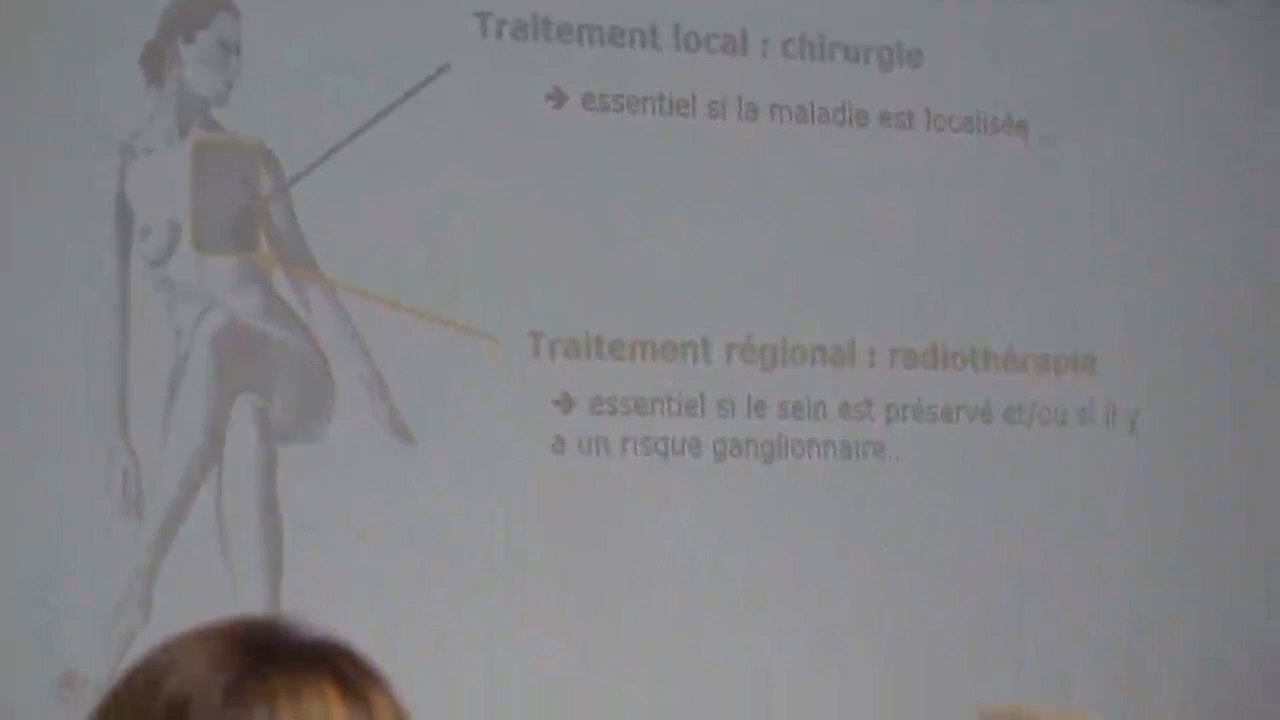 Traitement local : chirurgie
➔ essentiel si la maladie est localisée ..
Traitement régional : radiothérapie
➔ essentiel si le sein est préservé et/ou si il y
a un risque ganglionnaire..